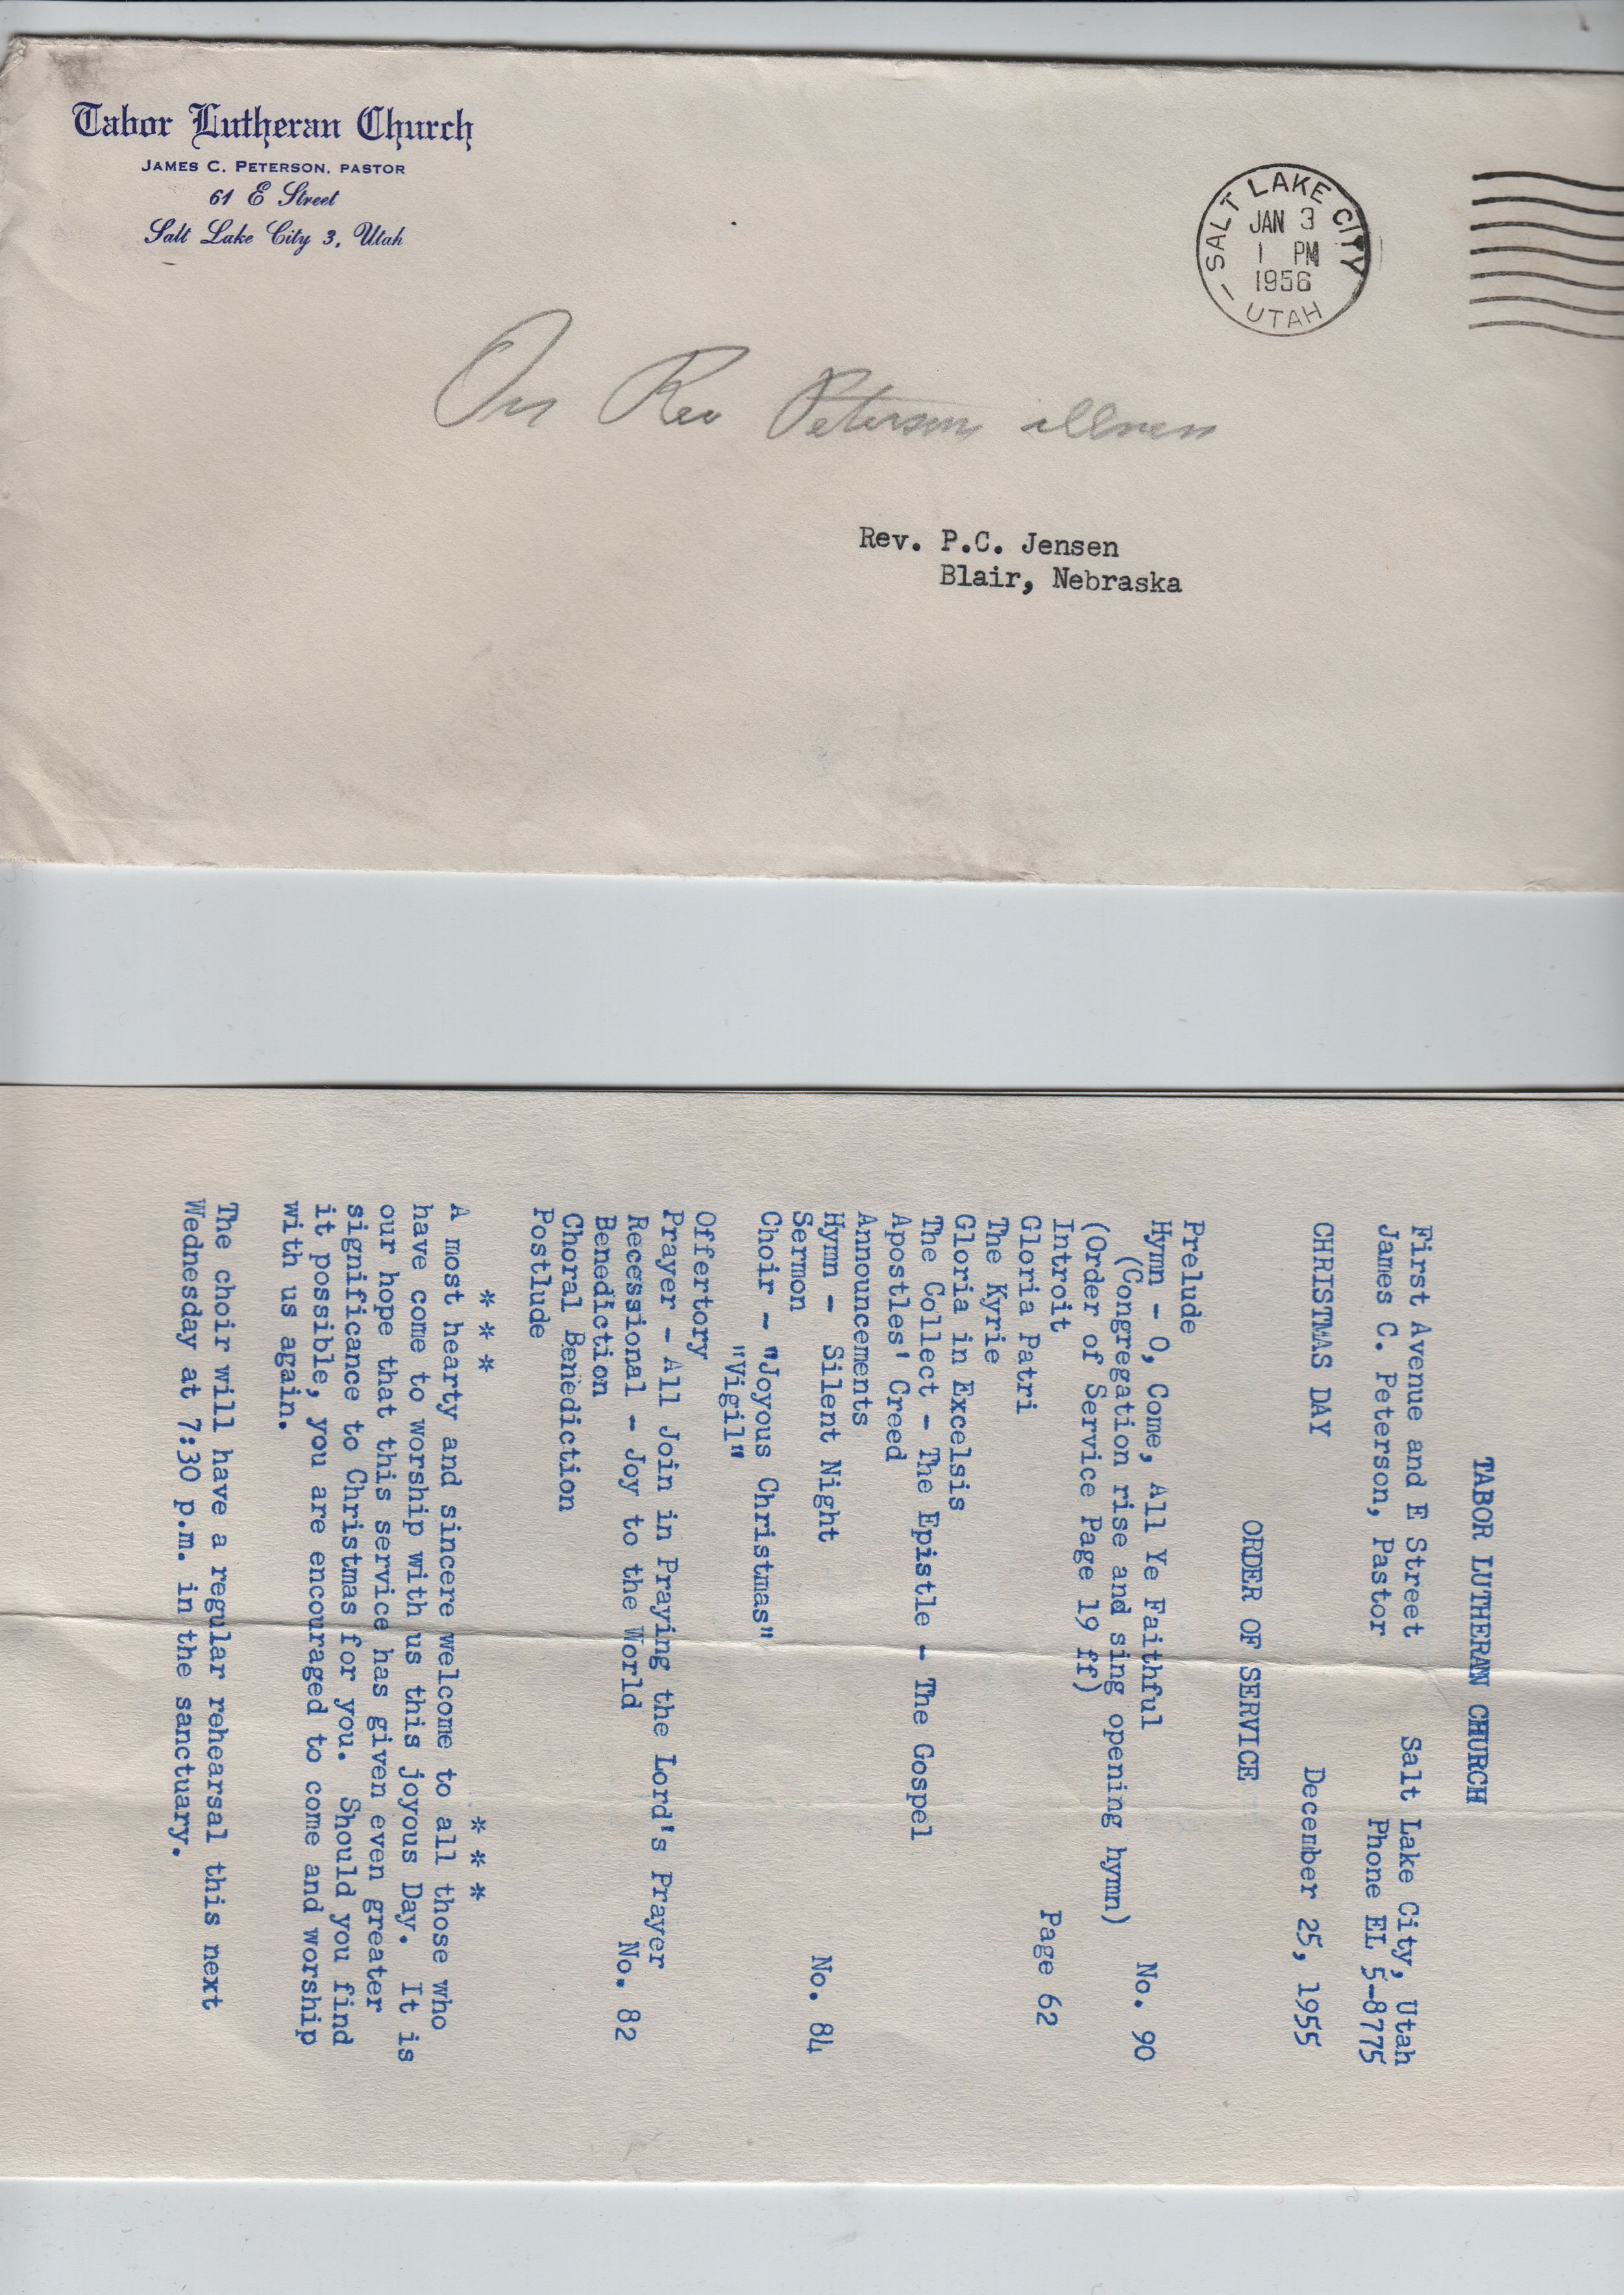 Tabor Lutheran Church
JAMES C. PETERSON, PASTOR
61 E Street
Salt Lake City 3, Utah
SALT LAKE CITY
JAN 3
1 PM
1956
UTAH
On Rev Peterson illness
Rev. P.C. Jensen
Blair, Nebraska
TABOR LUTHERAN CHURCH
First Avenue and E Street Salt Lake City, Utah
James C. Peterson, Pastor Phone EL 5-8775
CHRISTMAS DAY December 25, 1955
ORDER OF SERVICE
Prelude
Hymn - O, Come, All Ye Faithful No. 90
(Congregation rise and sing opening hymn)
(Order of Service Page 19 ff)
Introit Page 62
Gloria Patri
The Kyrie
Gloria in Excelsis
The Collect - The Epistle - The Gospel
Apostles' Creed
Announcements
Hymn - Silent Night No. 84
Sermon
Choir - "Joyous Christmas"
"Vigil"
Offertory
Prayer - All Join in Praying the Lord's Prayer
Recessional - Joy to the World No. 82
Benediction
Choral Benediction
Postlude
* * * * * *
A most hearty and sincere welcome to all those who
have come to worship with us this joyous Day. It is
our hope that this service has given even greater
significance to Christmas for you. Should you find
it possible, you are encouraged to come and worship
with us again.
The choir will have a regular rehearsal this next
Wednesday at 7:30 p.m. in the sanctuary.